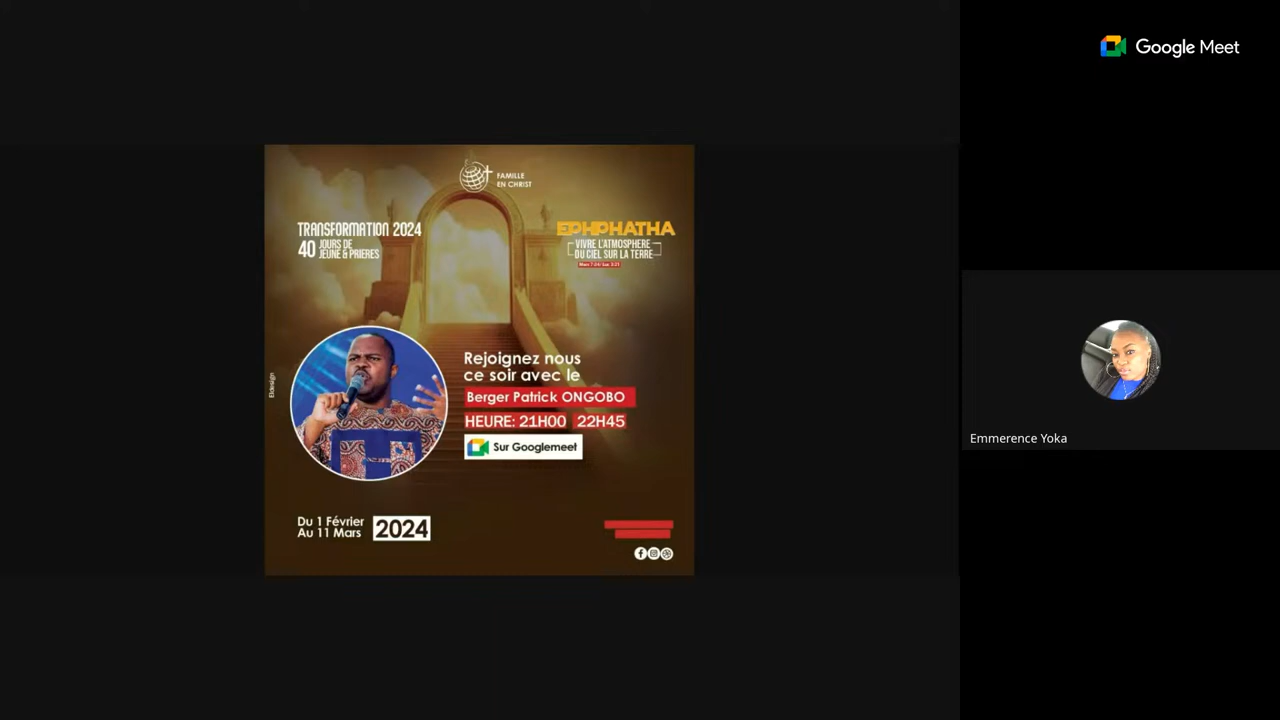 Google Meet
FAMILLE
EN CHRIST
TRANSFORMATION 2024
40 JOURS DE
JEUNE & PRIERES
EPHPHATHA
VIVRE L'ATMOSPHERE
DU CIEL SUR LA TERRE
Rejoignez nous
ce soir avec le
Berger Patrick ONGOBO
HEURE: 21H00 22H45
Sur Googlemeet
Eldesign
Du 1 Février
Au 11 Mars 2024
Emmerence Yoka